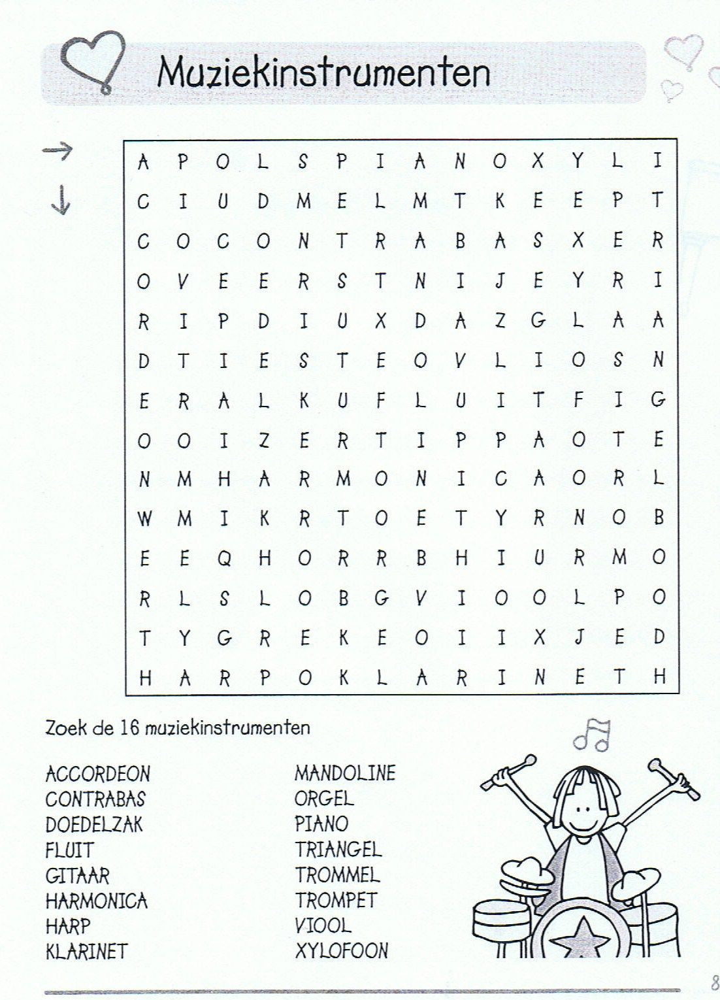 Muziekinstrumenten
A P O L S P I A N O X Y L I
C I U D M E L M T K E E P T
C O C O N T R A B A S X E R
O V E E R S T N I J E Y R I
R I P D I U X D A Z G L A A
D T I E S T E O V L I O S N
E R A L K U F L U I T F I G
O O I Z E R T I P P A O T E
N M H A R M O N I C A O R L
W M I K R T O E T Y R N O B
E E Q H O R R B H I U R M O
R L S L O B G V I O O L P O
T Y G R E K E O I I X J E D
H A R P O K L A R I N E T H
Zoek de 16 muziekinstrumenten
ACCORDEON
CONTRABAS
DOEDELZAK
FLUIT
GITAAR
HARMONICA
HARP
KLARINET
MANDOLINE
ORGEL
PIANO
TRIANGEL
TROMMEL
TROMPET
VIOOL
XYLOFOON
8